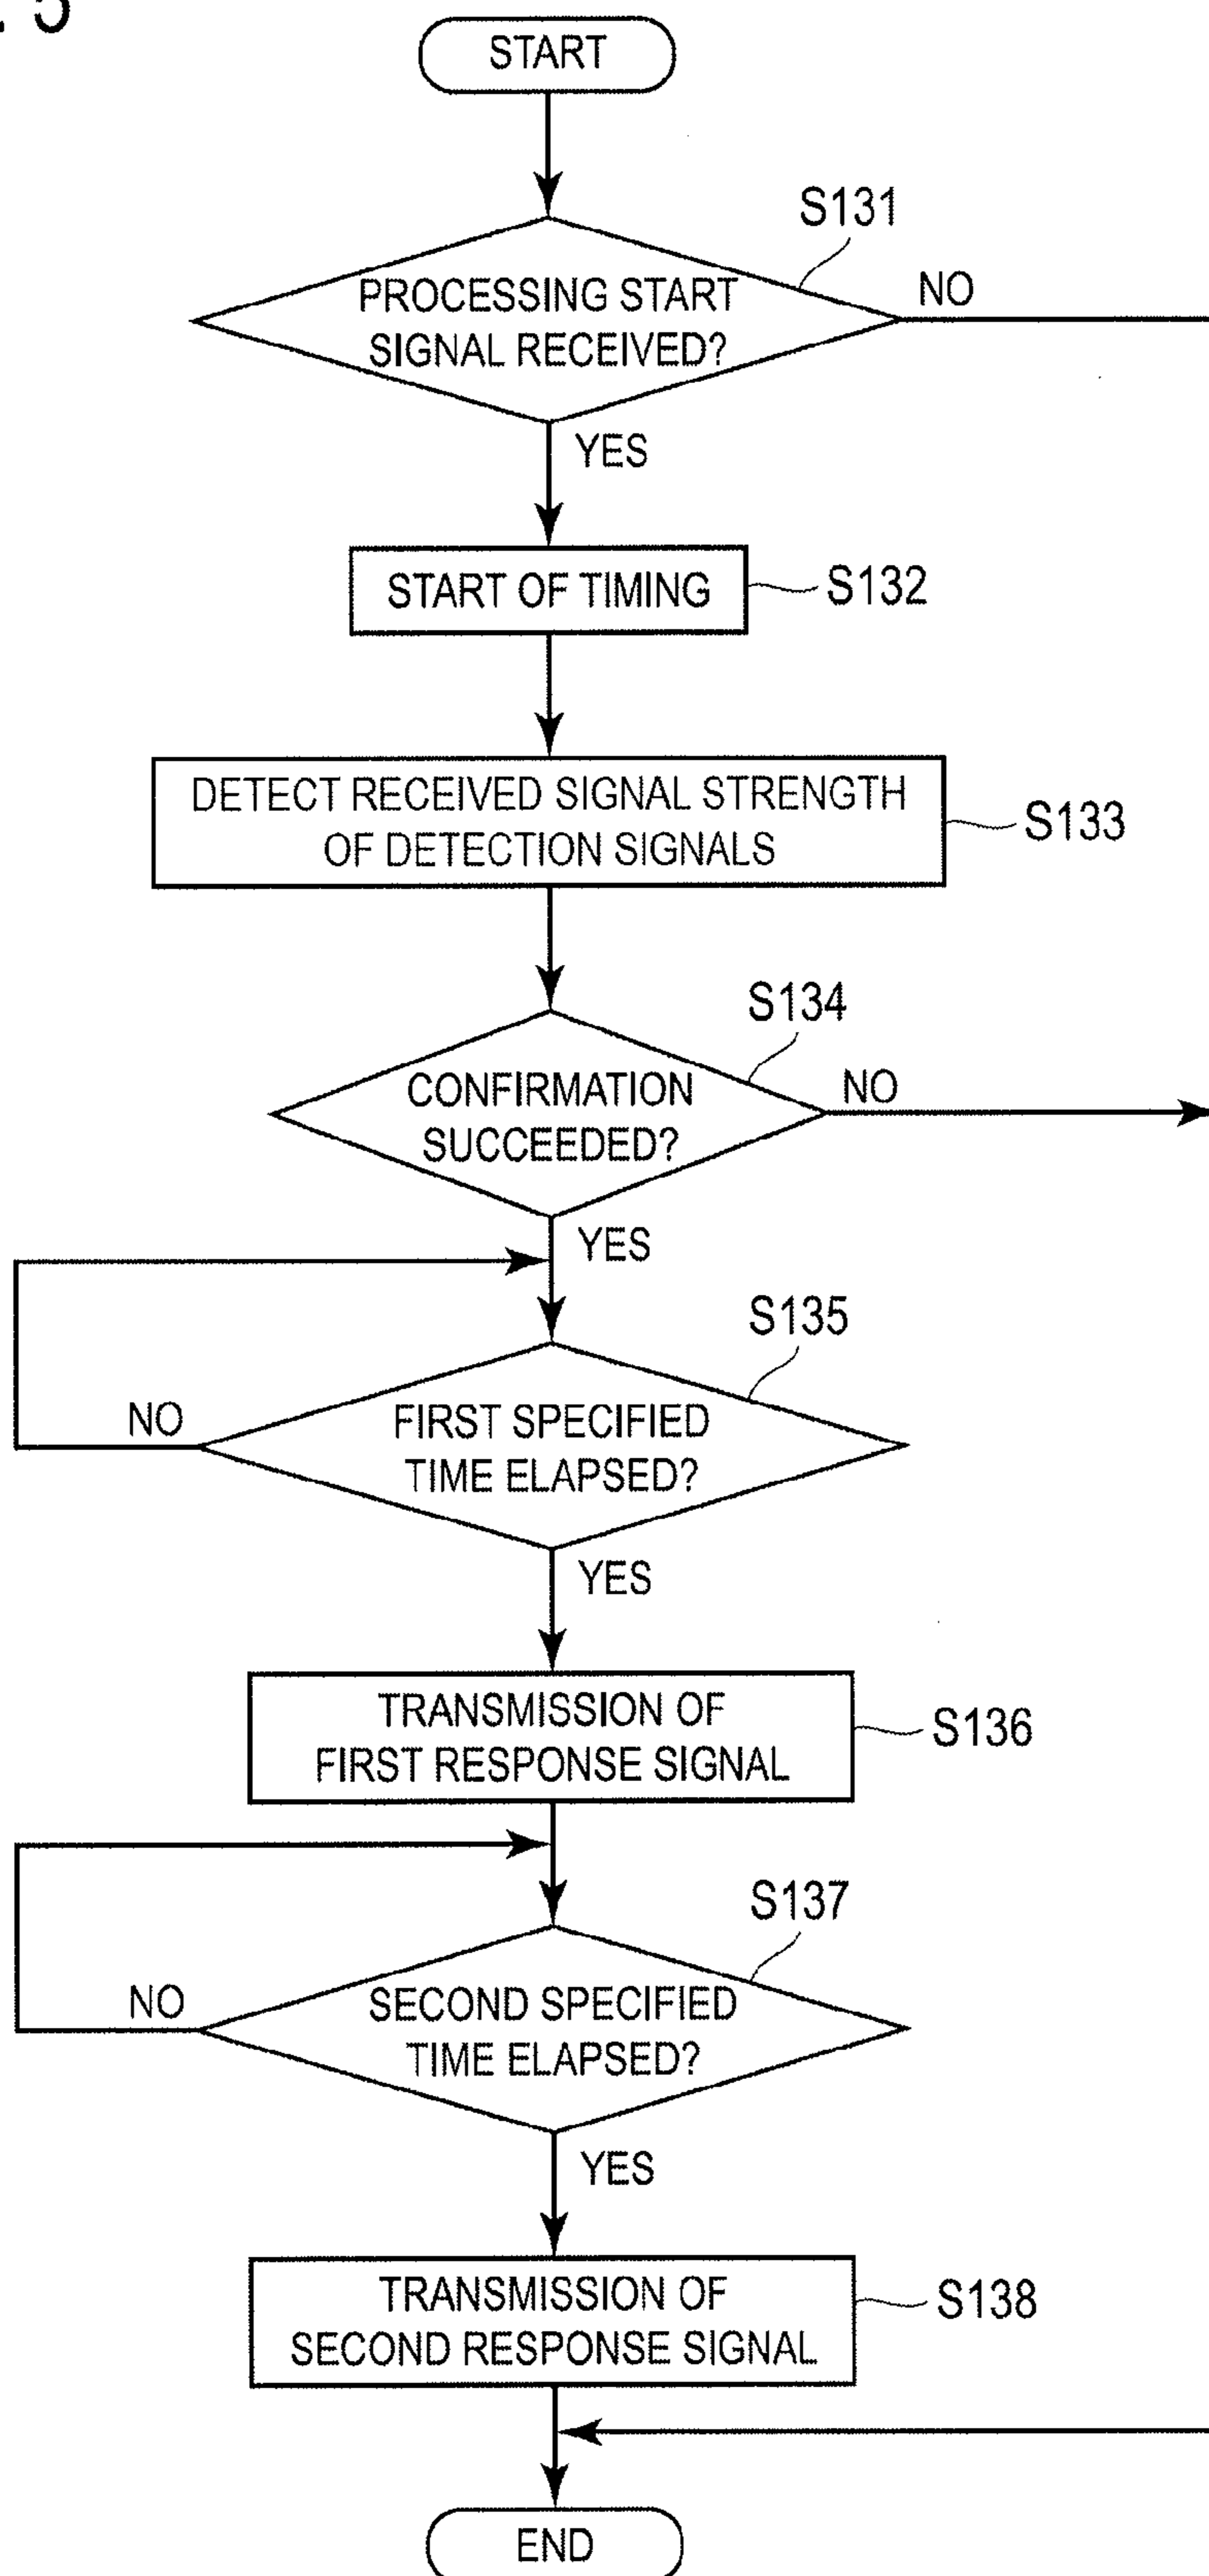 5
START
S131
PROCESSING START
SIGNAL RECEIVED?
NO
YES
START OF TIMING
S132
DETECT RECEIVED SIGNAL STRENGTH
OF DETECTION SIGNALS
S133
S134
CONFIRMATION
SUCCEEDED?
NO
YES
S135
NO
FIRST SPECIFIED
TIME ELAPSED?
YES
TRANSMISSION OF
FIRST RESPONSE SIGNAL
S136
S137
NO
SECOND SPECIFIED
TIME ELAPSED?
YES
TRANSMISSION OF
SECOND RESPONSE SIGNAL
S138
END